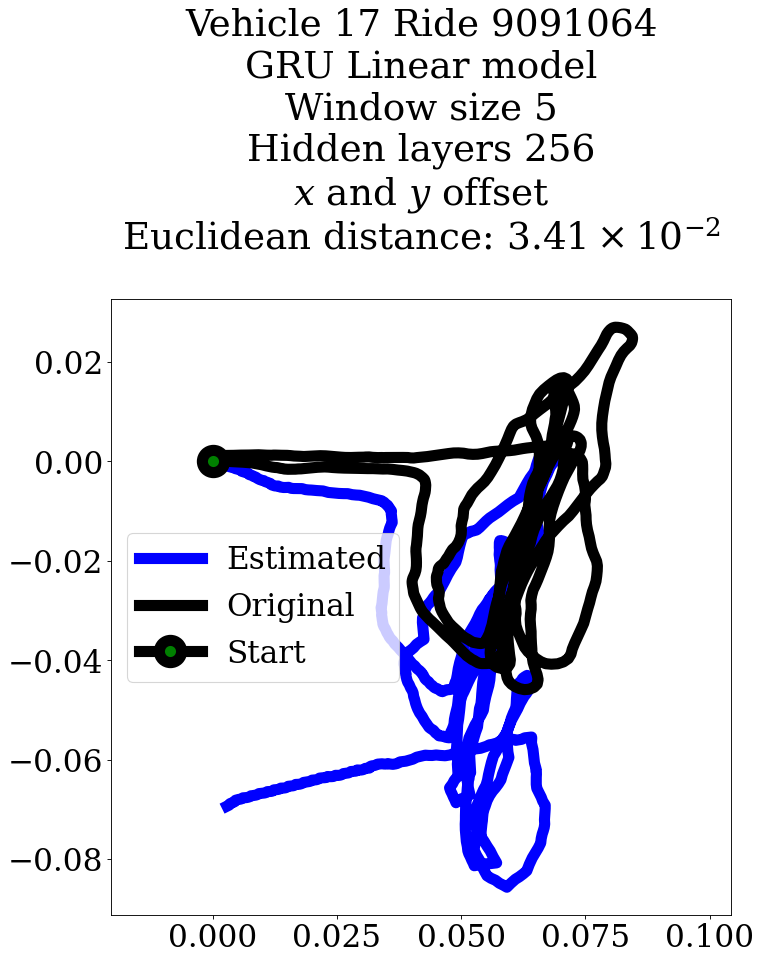 Vehicle 17 Ride 9091064
GRU Linear model
Window size 5
Hidden layers 256
x and y offset
Euclidean distance: 3.41 × 10⁻²
0.02
0.00
−0.02
−0.04
−0.06
−0.08
Estimated
Original
Start
0.000 0.025 0.050 0.075 0.100